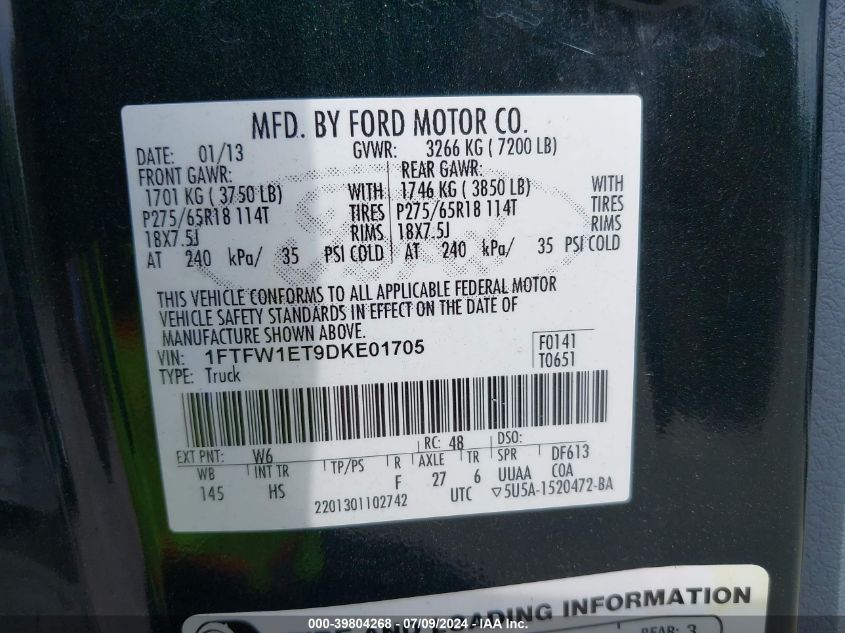 MFD. BY FORD MOTOR CO.
DATE: 01/13 GVWR: 3266 KG ( 7200 LB)
FRONT GAWR: REAR GAWR:
1701 KG ( 3750 LB) WITH 1746 KG ( 3850 LB) WITH
P275/65R18 114T TIRES P275/65R18 114T TIRES
18X7.5J RIMS 18X7.5J RIMS
AT 240 kPa/ 35 PSI COLD AT 240 kPa/ 35 PSI COLD
THIS VEHICLE CONFORMS TO ALL APPLICABLE FEDERAL MOTOR
VEHICLE SAFETY STANDARDS IN EFFECT ON THE DATE OF
MANUFACTURE SHOWN ABOVE.
VIN: 1FTFW1ET9DKE01705 F0141
TYPE: Truck T0651
EXT PNT: W6 RC: 48 DSO:
WB INT TR TP/PS R AXLE TR SPR DF613
145 HS F 27 6 UUAA COA
2201301102742 UTC ▽5U5A-1520472-BA
TIRE AND LOADING INFORMATION
REAR: 3
000-39804268 - 07/09/2024 - IAA Inc.